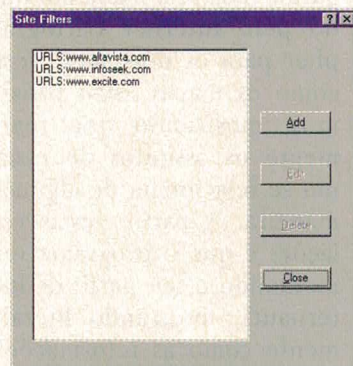 Site Filters
URLS:www.altavista.com
URLS:www.infoseek.com
URLS:www.excite.com
Add
Edit
Delete
Close